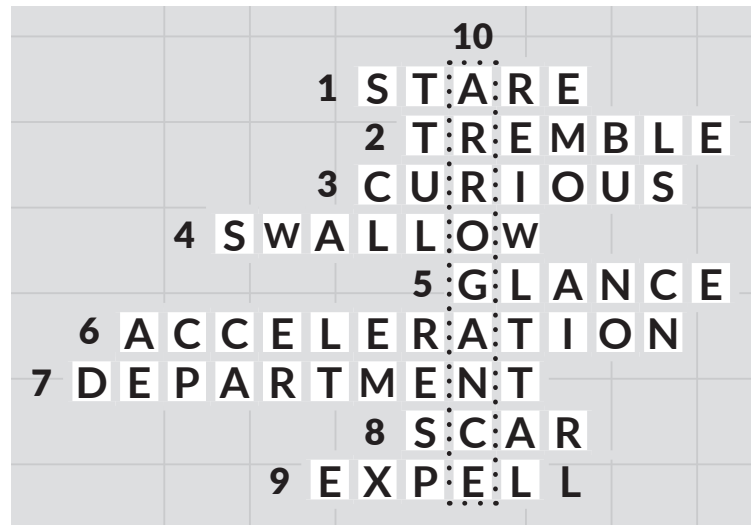 10
1 STARE
2 TREMBLE
3 CURIOUS
4 SWALLOW
5 GLANCE
6 ACCELERATION
7 DEPARTMENT
8 SCAR
9 EXPELL